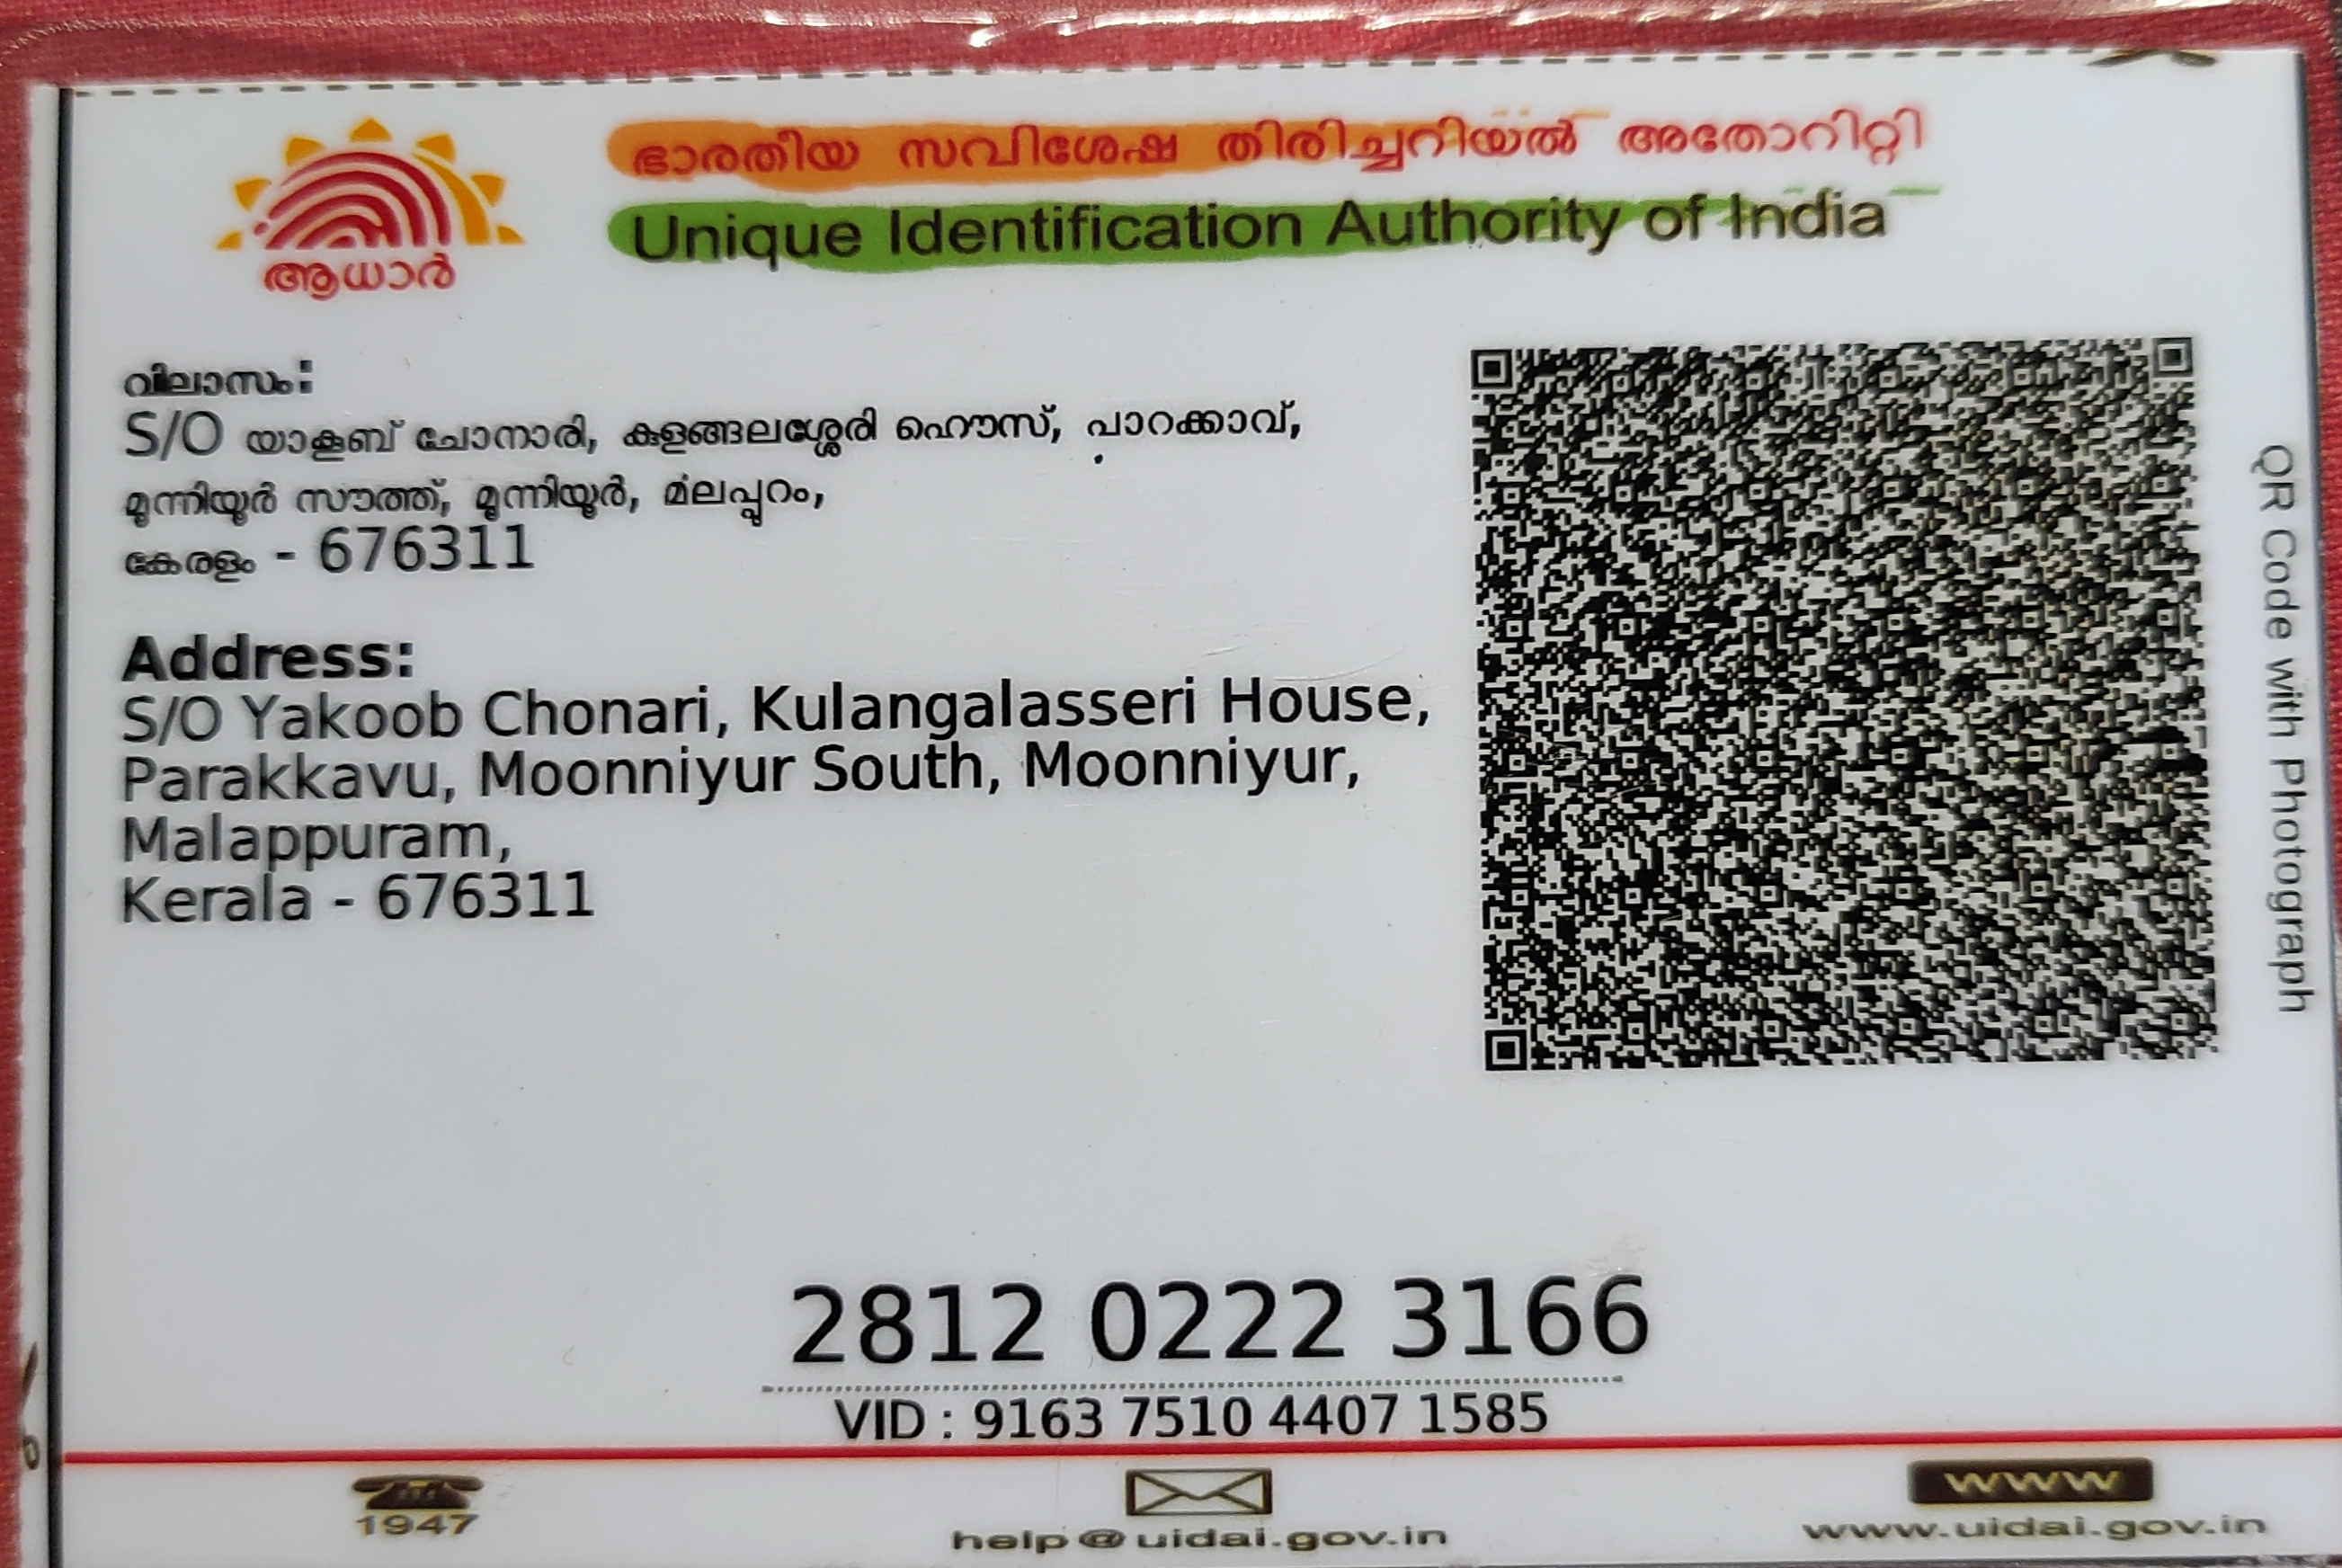 ഭാരതീയ സവിശേഷ തിരിച്ചറിയൽ അതോറിറ്റി
Unique Identification Authority of India
ആധാർ
വിലാസം:
S/O യാകൂബ് ചോനാരി, കുളങ്ങലശ്ശേരി ഹൌസ്, പാറക്കാവ്,
മൂന്നിയൂർ സൗത്ത്, മൂന്നിയൂർ, മലപ്പുറം,
കേരളം - 676311
Address:
S/O Yakoob Chonari, Kulangalasseri House,
Parakkavu, Moonniyur South, Moonniyur,
Malappuram,
Kerala - 676311
QR Code with Photograph
2812 0222 3166
VID : 9163 7510 4407 1585
1947
help@uidai.gov.in
www
www.uidai.gov.in